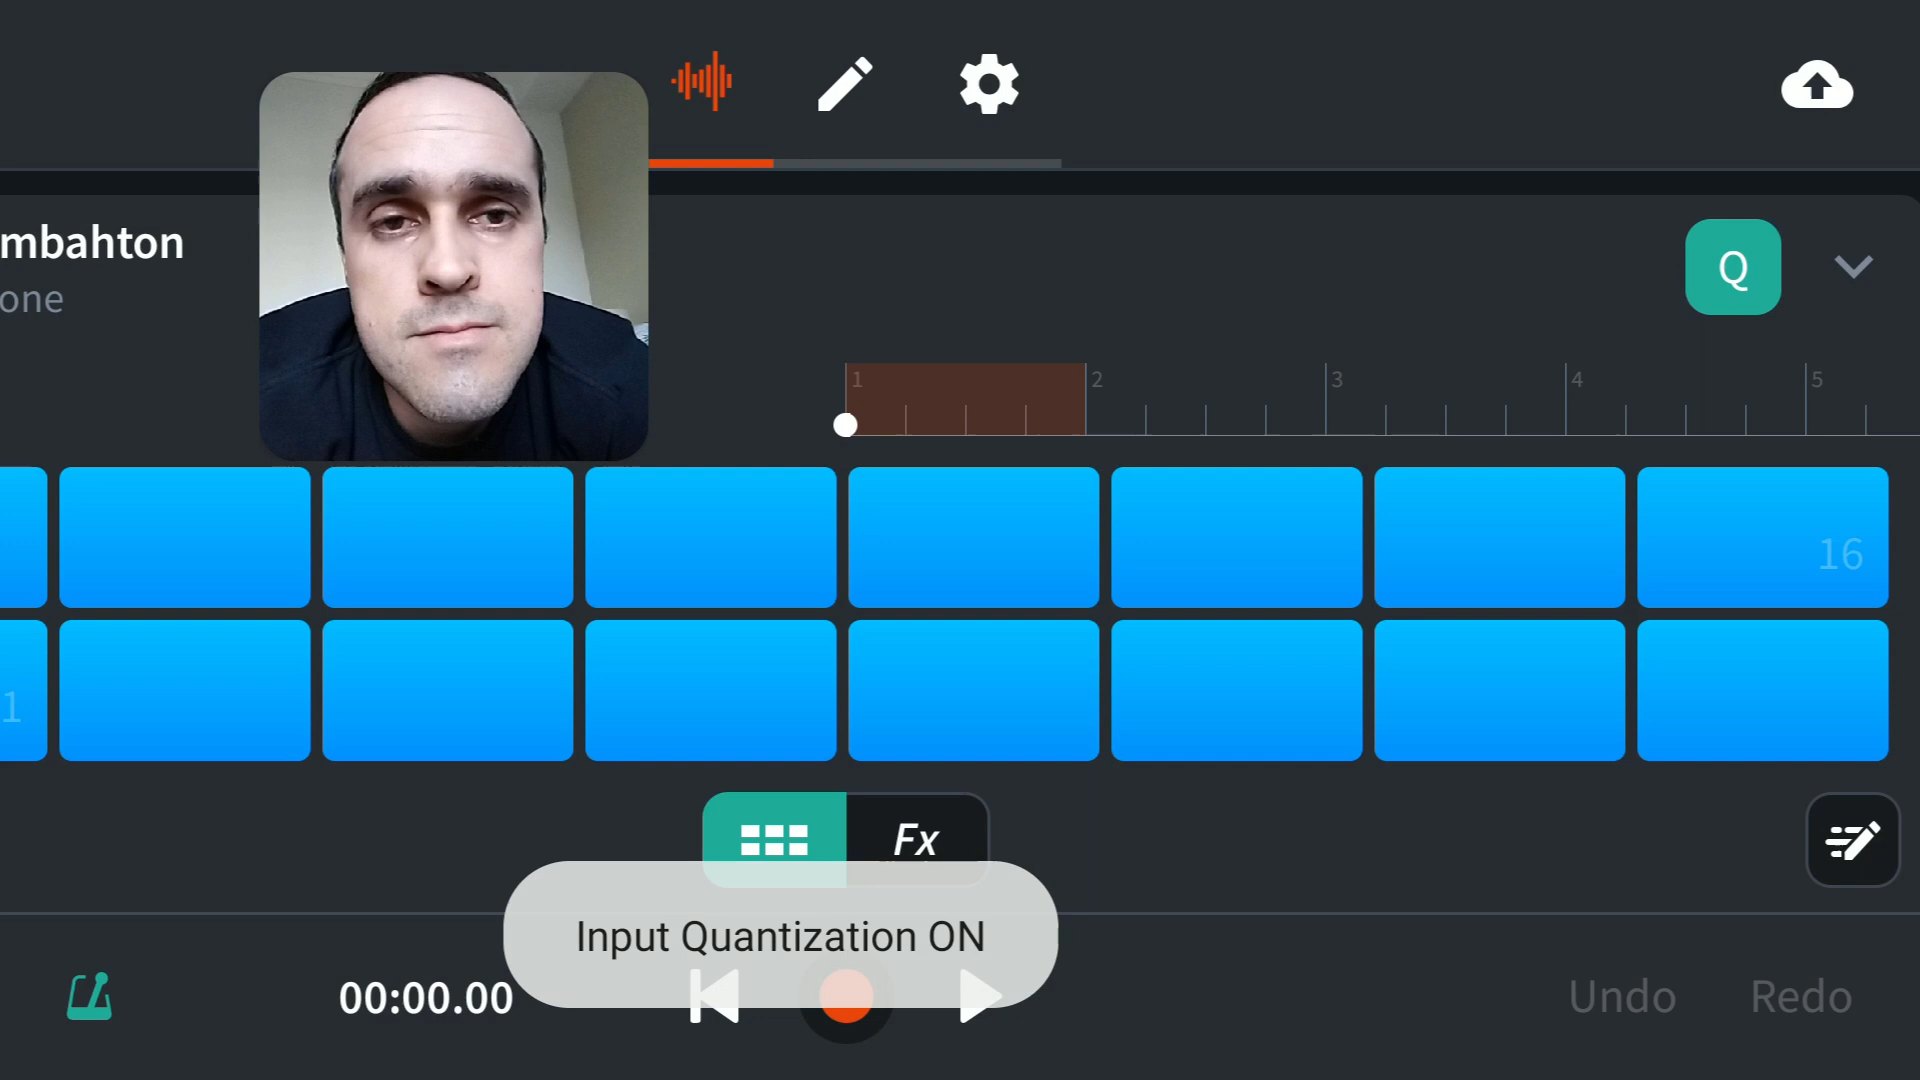 mbahton
one
Q
1 2 3 4 5
16
1
Fx
Input Quantization ON
00:00.00
Undo Redo